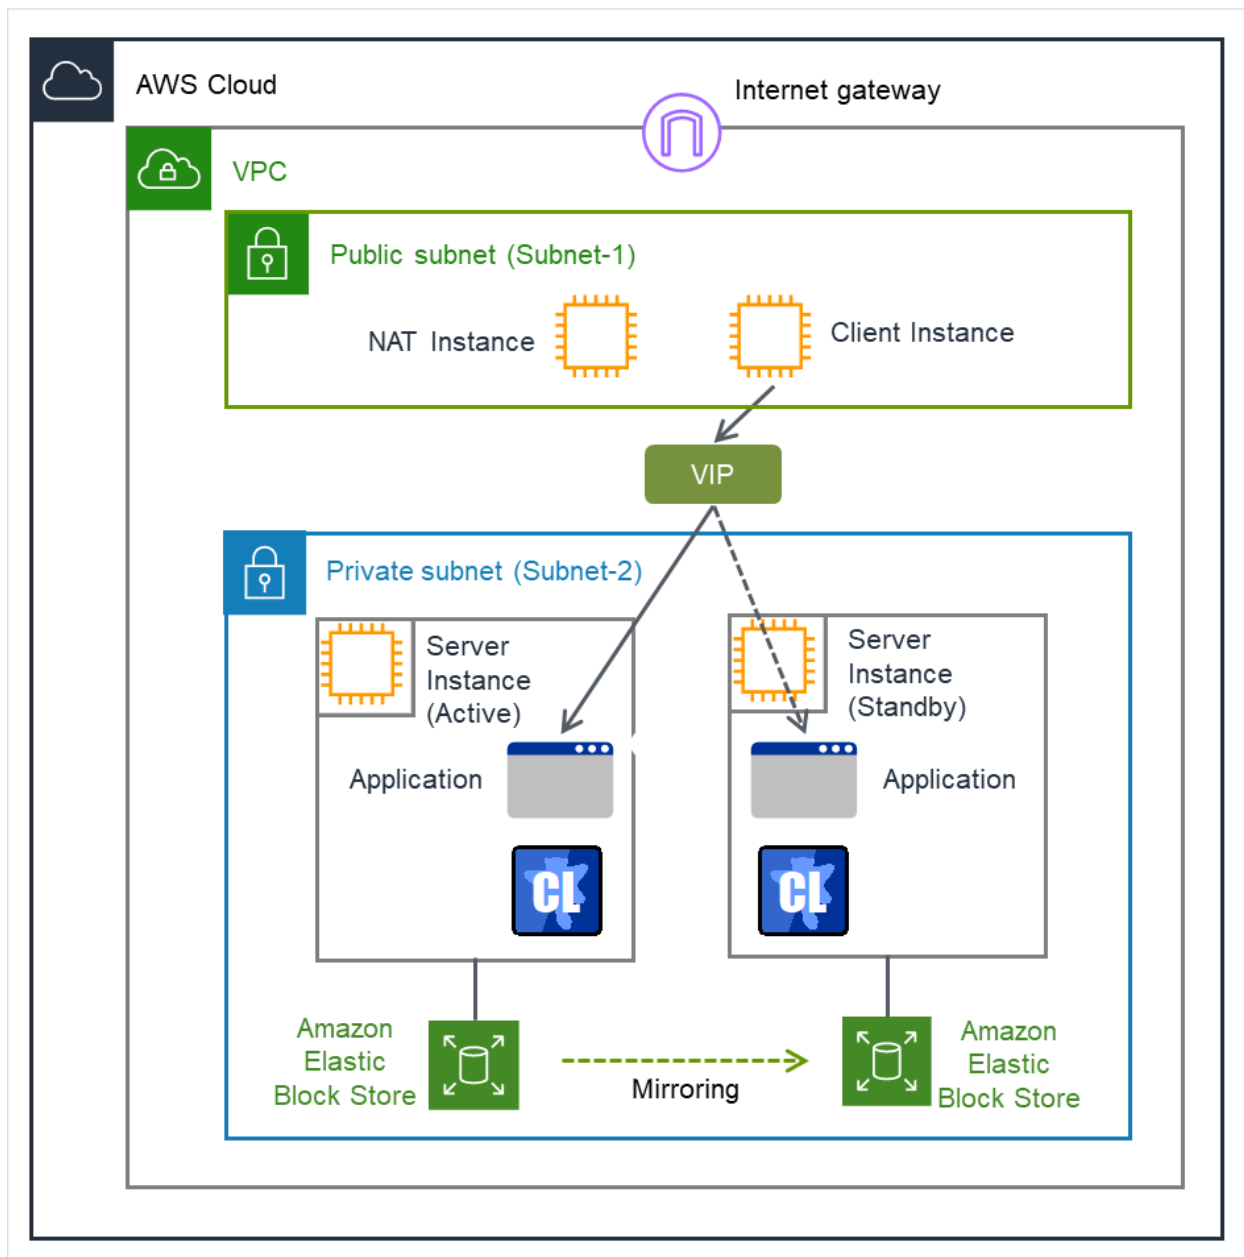 AWS Cloud
Internet gateway
VPC
Public subnet (Subnet-1)
NAT Instance
Client Instance
VIP
Private subnet (Subnet-2)
Server
Instance
(Active)
Server
Instance
(Standby)
Application
Application
CL
CL
Amazon
Elastic
Block Store
Mirroring
Amazon
Elastic
Block Store